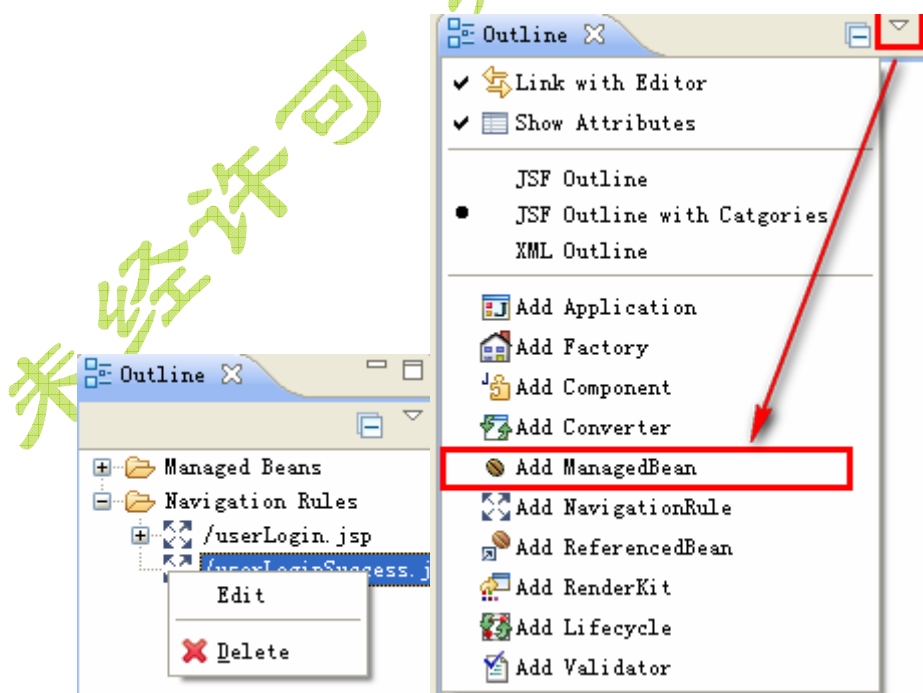 未经许可
Outline
Managed Beans
Navigation Rules
/userLogin.jsp
/userLoginSuccess.j
Edit
Delete
Outline
Link with Editor
Show Attributes
JSF Outline
JSF Outline with Catgories
XML Outline
Add Application
Add Factory
Add Component
Add Converter
Add ManagedBean
Add NavigationRule
Add ReferencedBean
Add RenderKit
Add Lifecycle
Add Validator